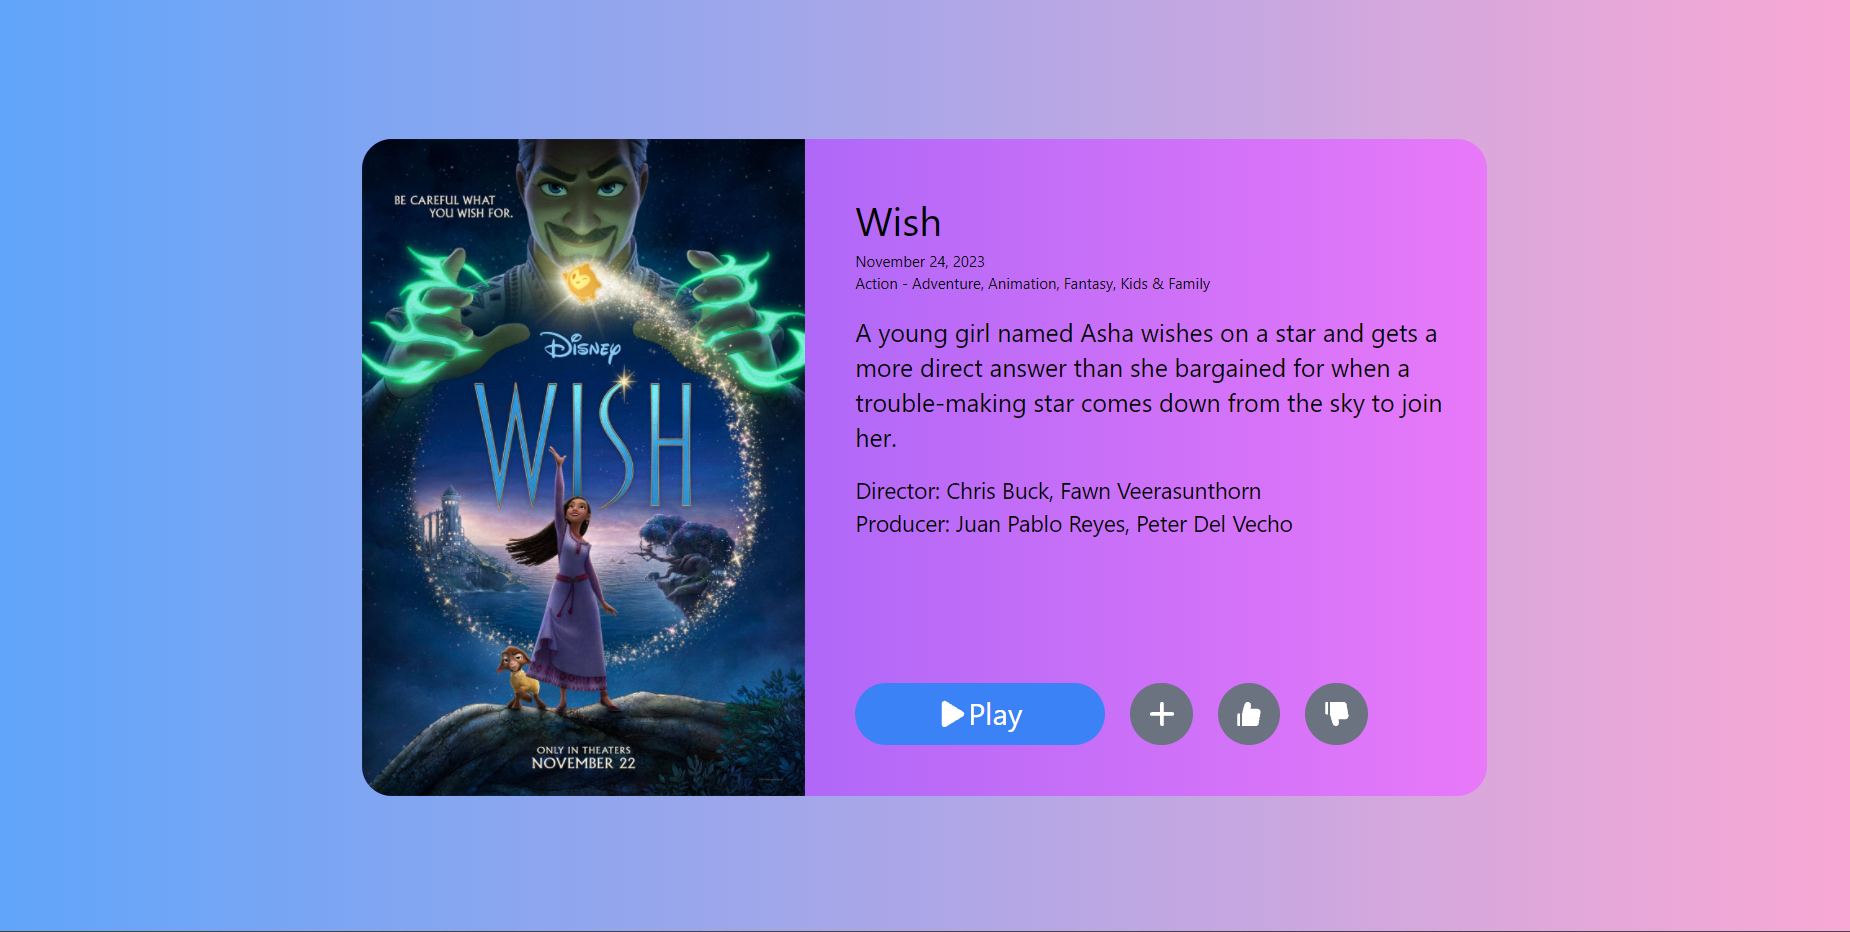 BE CAREFUL WHAT
YOU WISH FOR.
Disney
WISH
ONLY IN THEATERS
NOVEMBER 22
Wish
November 24, 2023
Action - Adventure, Animation, Fantasy, Kids & Family
A young girl named Asha wishes on a star and gets a
more direct answer than she bargained for when a
trouble-making star comes down from the sky to join
her.
Director: Chris Buck, Fawn Veerasunthorn
Producer: Juan Pablo Reyes, Peter Del Vecho
Play